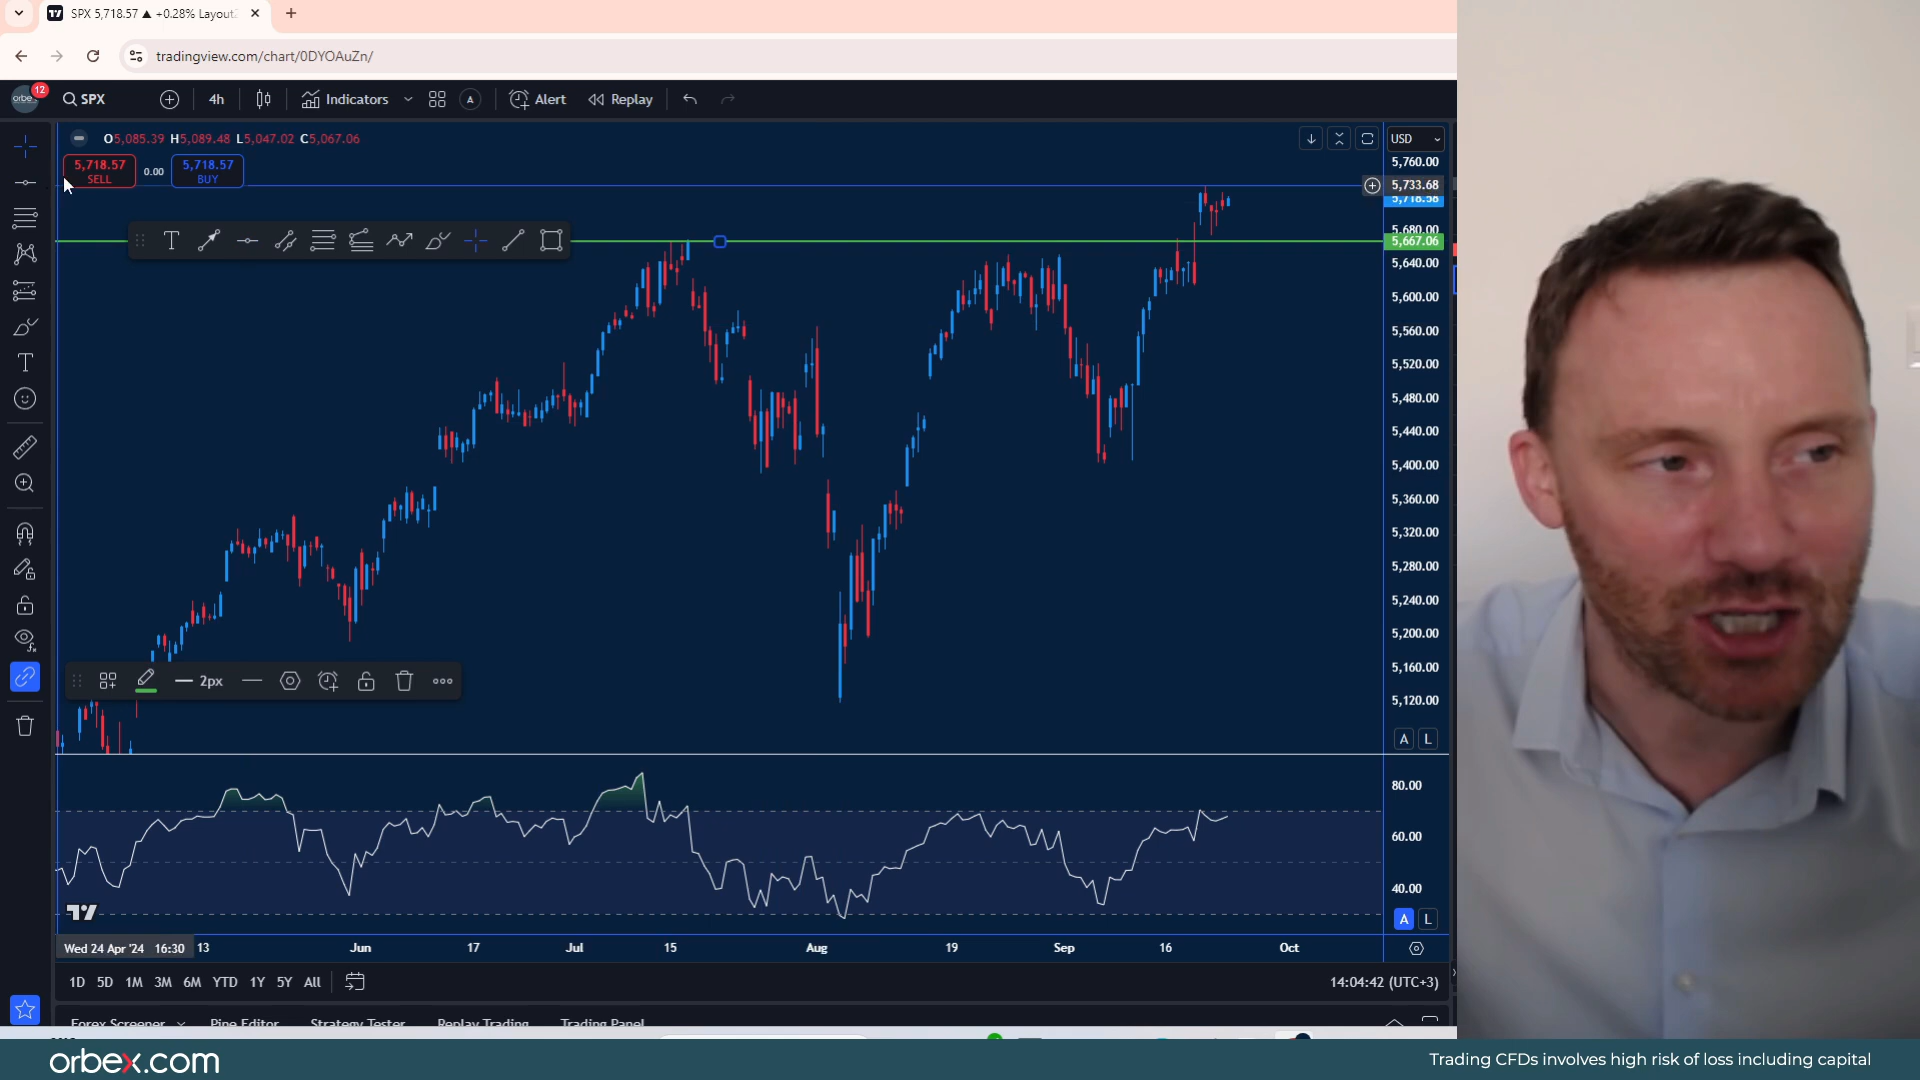 SPX 5,718.57 ▲ +0.28% Layout
tradingview.com/chart/0DYOAuZn/
orbex 12 SPX 4h Indicators A Alert Replay
O5,085.39 H5,089.48 L5,047.02 C5,067.06
USD
5,718.57 SELL 0.00 5,718.57 BUY
5,760.00
5,733.68
5,718.58
5,680.00
5,667.06
5,640.00
5,600.00
5,560.00
5,520.00
5,480.00
5,440.00
5,400.00
5,360.00
5,320.00
5,280.00
5,240.00
5,200.00
5,160.00
5,120.00
2px
A L
80.00
60.00
40.00
A L
Wed 24 Apr '24 16:30 13 Jun 17 Jul 15 Aug 19 Sep 16 Oct
1D 5D 1M 3M 6M YTD 1Y 5Y All
14:04:42 (UTC+3)
Forex Screener Pine Editor Strategy Tester Replay Trading Trading Panel
orbex.com
Trading CFDs involves high risk of loss including capital